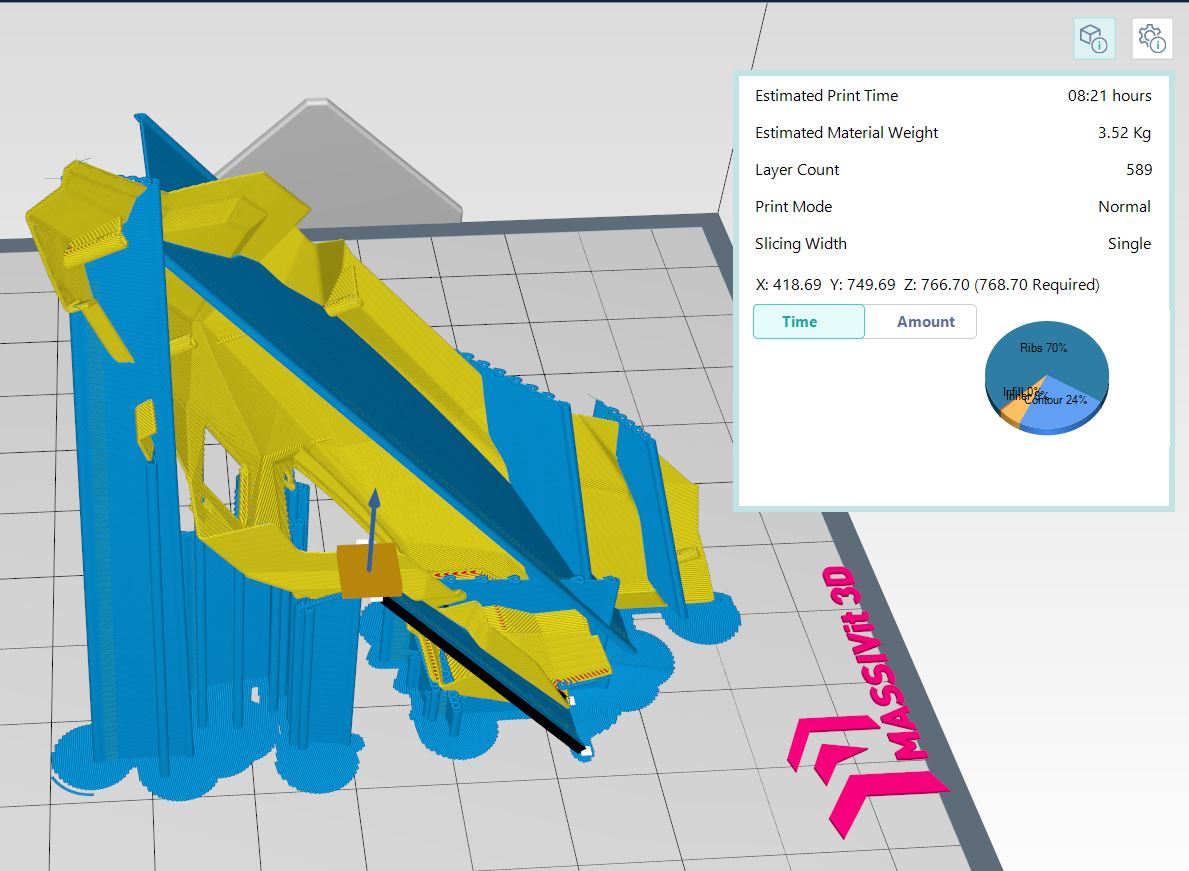 Estimated Print Time 08:21 hours
Estimated Material Weight 3.52 Kg
Layer Count 589
Print Mode Normal
Slicing Width Single
X: 418.69 Y: 749.69 Z: 766.70 (768.70 Required)
Time Amount
Ribs 70%
Infill 0%
Contour 24%
MASSIVit 3D